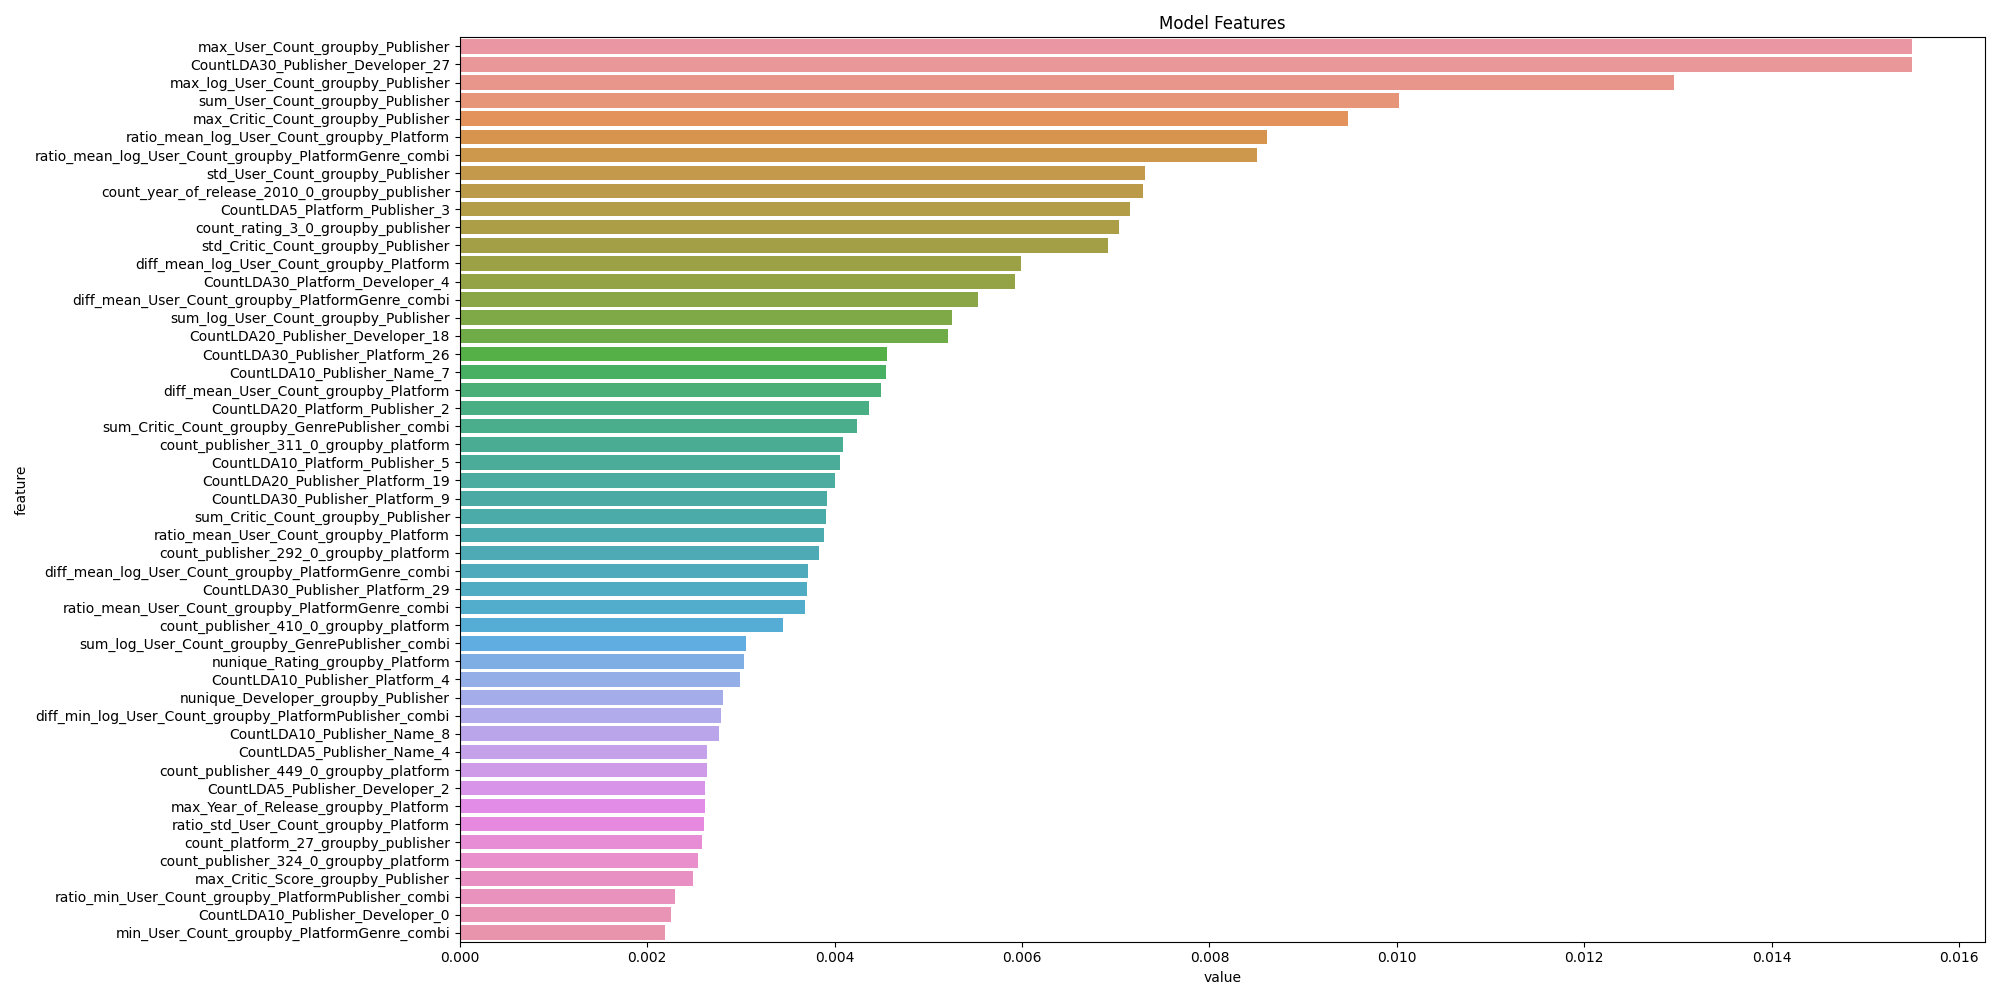 Model Features
max_User_Count_groupby_Publisher
CountLDA30_Publisher_Developer_27
max_log_User_Count_groupby_Publisher
sum_User_Count_groupby_Publisher
max_Critic_Count_groupby_Publisher
ratio_mean_log_User_Count_groupby_Platform
ratio_mean_log_User_Count_groupby_PlatformGenre_combi
std_User_Count_groupby_Publisher
count_year_of_release_2010_0_groupby_publisher
CountLDA5_Platform_Publisher_3
count_rating_3_0_groupby_publisher
std_Critic_Count_groupby_Publisher
diff_mean_log_User_Count_groupby_Platform
CountLDA30_Platform_Developer_4
diff_mean_User_Count_groupby_PlatformGenre_combi
sum_log_User_Count_groupby_Publisher
CountLDA20_Publisher_Developer_18
CountLDA30_Publisher_Platform_26
CountLDA10_Publisher_Name_7
diff_mean_User_Count_groupby_Platform
CountLDA20_Platform_Publisher_2
sum_Critic_Count_groupby_GenrePublisher_combi
count_publisher_311_0_groupby_platform
CountLDA10_Platform_Publisher_5
CountLDA20_Publisher_Platform_19
CountLDA30_Publisher_Platform_9
sum_Critic_Count_groupby_Publisher
ratio_mean_User_Count_groupby_Platform
count_publisher_292_0_groupby_platform
diff_mean_log_User_Count_groupby_PlatformGenre_combi
CountLDA30_Publisher_Platform_29
ratio_mean_User_Count_groupby_PlatformGenre_combi
count_publisher_410_0_groupby_platform
sum_log_User_Count_groupby_GenrePublisher_combi
nunique_Rating_groupby_Platform
CountLDA10_Publisher_Platform_4
nunique_Developer_groupby_Publisher
diff_min_log_User_Count_groupby_PlatformPublisher_combi
CountLDA10_Publisher_Name_8
CountLDA5_Publisher_Name_4
count_publisher_449_0_groupby_platform
CountLDA5_Publisher_Developer_2
max_Year_of_Release_groupby_Platform
ratio_std_User_Count_groupby_Platform
count_platform_27_groupby_publisher
count_publisher_324_0_groupby_platform
max_Critic_Score_groupby_Publisher
ratio_min_User_Count_groupby_PlatformPublisher_combi
CountLDA10_Publisher_Developer_0
min_User_Count_groupby_PlatformGenre_combi
feature
0.000 0.002 0.004 0.006 0.008 0.010 0.012 0.014 0.016
value